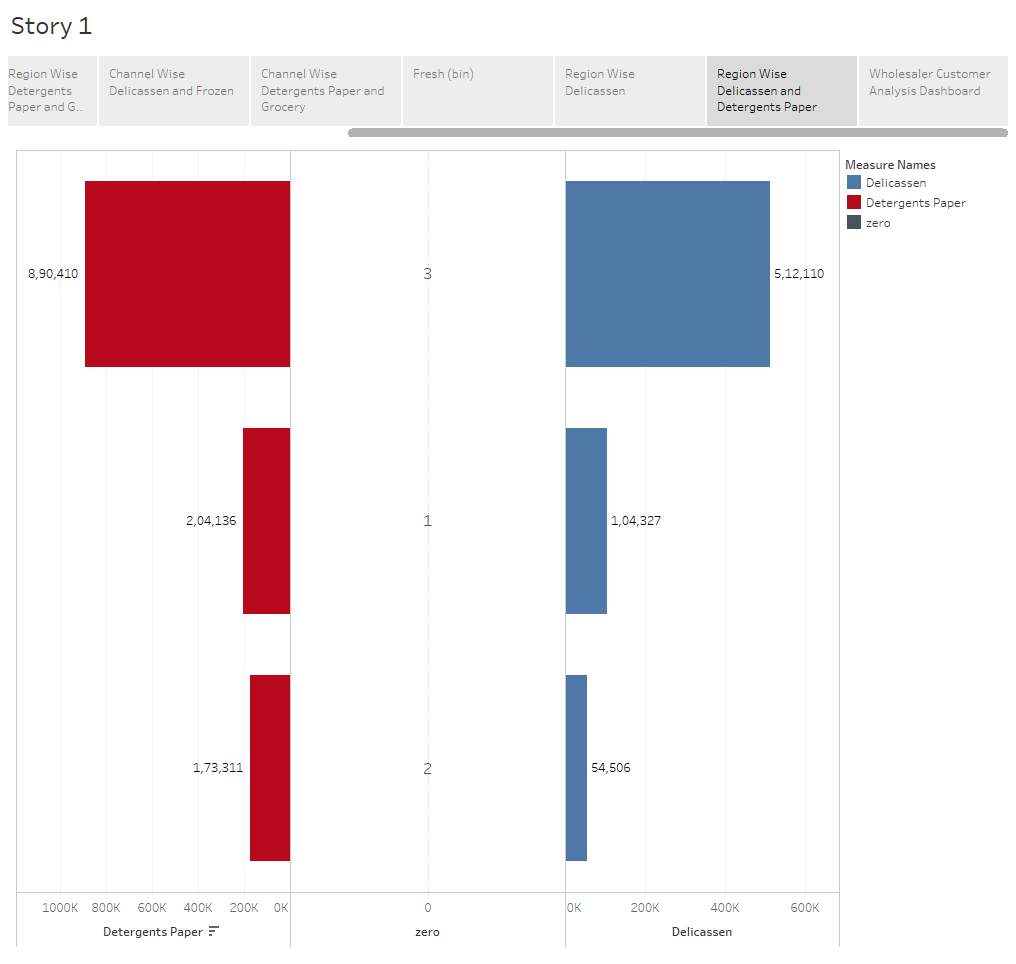 Story 1
Region Wise
Detergents
Paper and G..
Channel Wise
Delicassen and Frozen
Channel Wise
Detergents Paper and
Grocery
Fresh (bin)
Region Wise
Delicassen
Region Wise
Delicassen and
Detergents Paper
Wholesaler Customer
Analysis Dashboard
Measure Names
Delicassen
Detergents Paper
zero
8,90,410
3
5,12,110
2,04,136
1
1,04,327
1,73,311
2
54,506
1000K 800K 600K 400K 200K 0K
0
0K 200K 400K 600K
Detergents Paper
zero
Delicassen